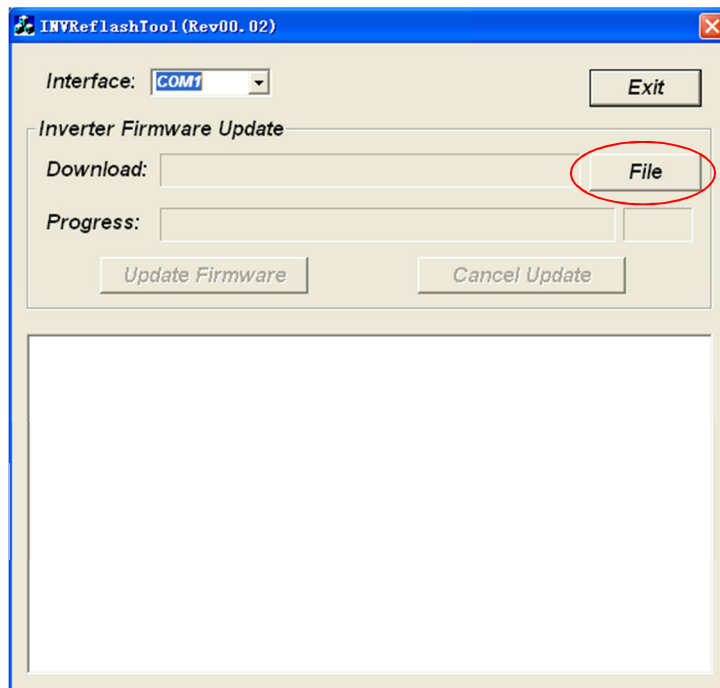 INVReflashTool(Rev00.02)
Interface: COM1
Exit
Inverter Firmware Update
Download:
File
Progress:
Update Firmware
Cancel Update